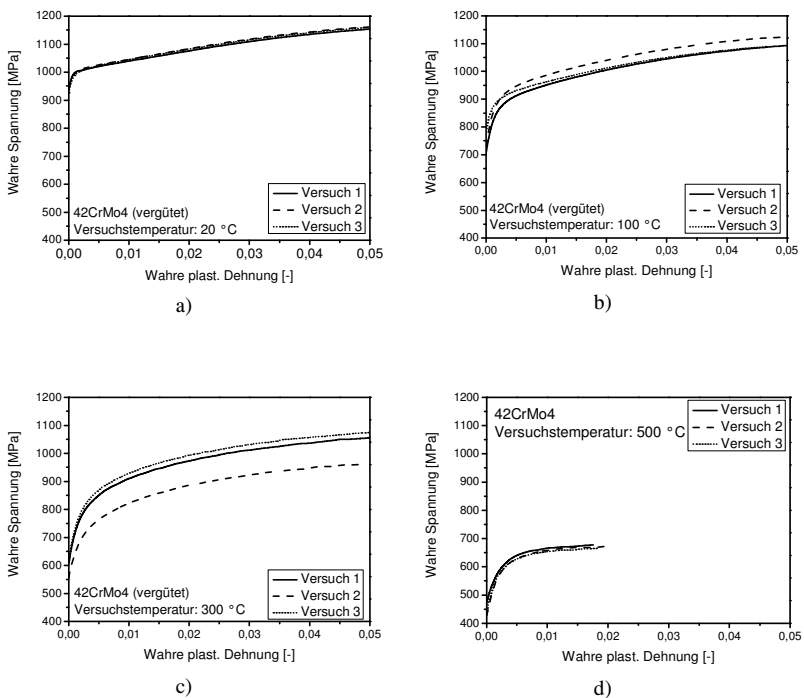 Wahre Spannung [MPa]
1200
1100
1000
900
800
700
600
500
400
0,00 0,01 0,02 0,03 0,04 0,05
Wahre plast. Dehnung [-]
42CrMo4 (vergütet)
Versuchstemperatur: 20 °C
Versuch 1
Versuch 2
Versuch 3
a)
Wahre Spannung [MPa]
1200
1100
1000
900
800
700
600
500
400
0,00 0,01 0,02 0,03 0,04 0,05
Wahre plast. Dehnung [-]
42CrMo4 (vergütet)
Versuchstemperatur: 100 °C
Versuch 1
Versuch 2
Versuch 3
b)
Wahre Spannung [MPa]
1200
1100
1000
900
800
700
600
500
400
0,00 0,01 0,02 0,03 0,04 0,05
Wahre plast. Dehnung [-]
42CrMo4 (vergütet)
Versuchstemperatur: 300 °C
Versuch 1
Versuch 2
Versuch 3
c)
Wahre Spannung [MPa]
1200
1100
1000
900
800
700
600
500
400
0,00 0,01 0,02 0,03 0,04 0,05
Wahre plast. Dehnung [-]
42CrMo4
Versuchstemperatur: 500 °C
Versuch 1
Versuch 2
Versuch 3
d)